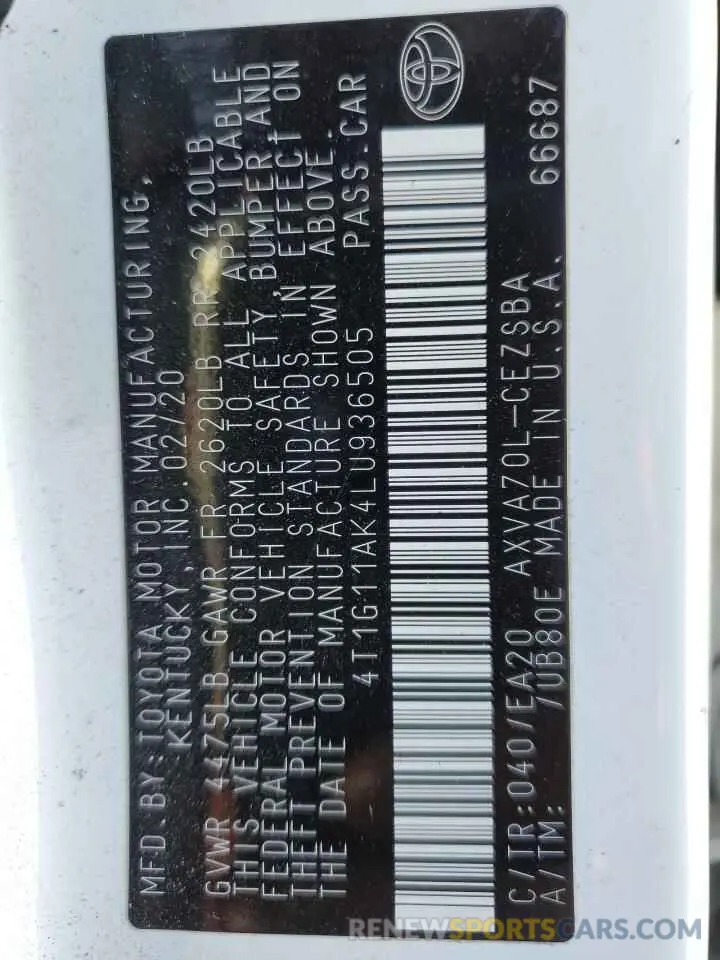 MFD.BY:TOYOTA MOTOR MANUFACTURING,
KENTUCKY,INC.02/20
GVWR 4475LB GAWR FR 2620LB RR 2420LB
THIS VEHICLE CONFORMS TO ALL APPLICABLE
FEDERAL MOTOR VEHICLE SAFETY,BUMPER AND
THEFT PREVENTION STANDARDS IN EFFECT ON
THE DATE OF MANUFACTURE SHOWN ABOVE.
4T1G11AK4LU936505 PASS.CAR
C/TR:040/EA20 AXVA70L-CEZSBA
A/TM: /UB80E MADE IN U.S.A. 66687
RENEWSPORTSCARS.COM